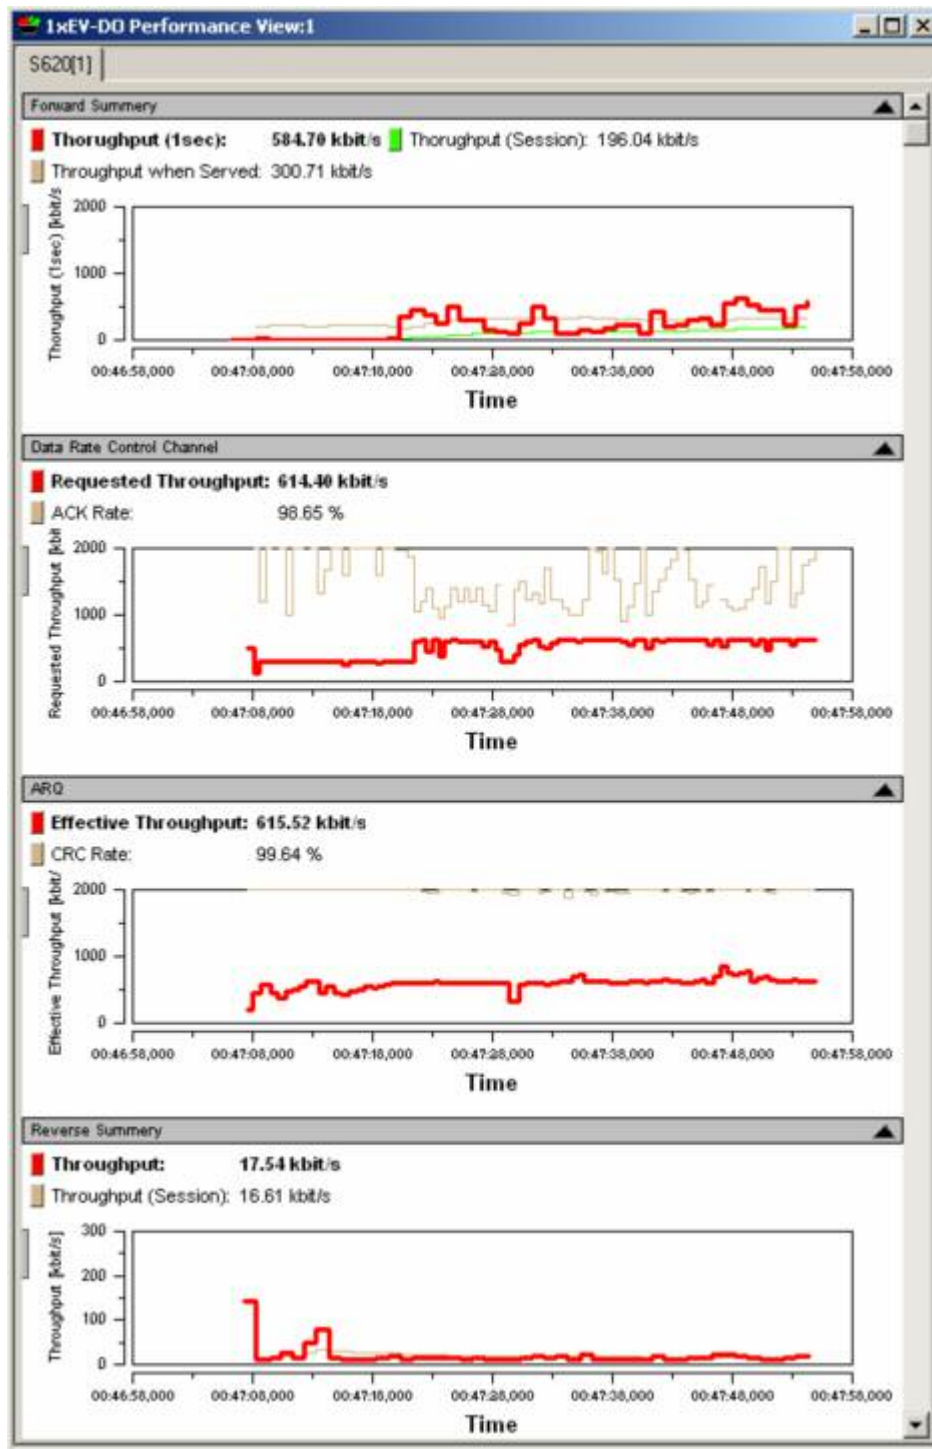 1xEV-DO Performance View:1
S620[1]
Forward Summery
Thorughput (1sec): 584.70 kbit/s Thorughput (Session): 196.04 kbit/s
Throughput when Served: 300.71 kbit/s
Thorughput (1sec) [kbit/s
2000
1000
0
00:46:58,000 00:47:08,000 00:47:18,000 00:47:28,000 00:47:38,000 00:47:48,000 00:47:58,000
Time
Data Rate Control Channel
Requested Throughput: 614.40 kbit/s
ACK Rate: 98.65 %
Requested Throughput [kbit
2000
1000
0
00:46:58,000 00:47:08,000 00:47:18,000 00:47:28,000 00:47:38,000 00:47:48,000 00:47:58,000
Time
ARQ
Effective Throughput: 615.52 kbit/s
CRC Rate: 99.64 %
Effective Throughput [kbit/
2000
1000
0
00:46:58,000 00:47:08,000 00:47:18,000 00:47:28,000 00:47:38,000 00:47:48,000 00:47:58,000
Time
Reverse Summery
Throughput: 17.54 kbit/s
Throughput (Session): 16.61 kbit/s
Throughput [kbit/s]
300
200
100
0
00:46:58,000 00:47:08,000 00:47:18,000 00:47:28,000 00:47:38,000 00:47:48,000 00:47:58,000
Time